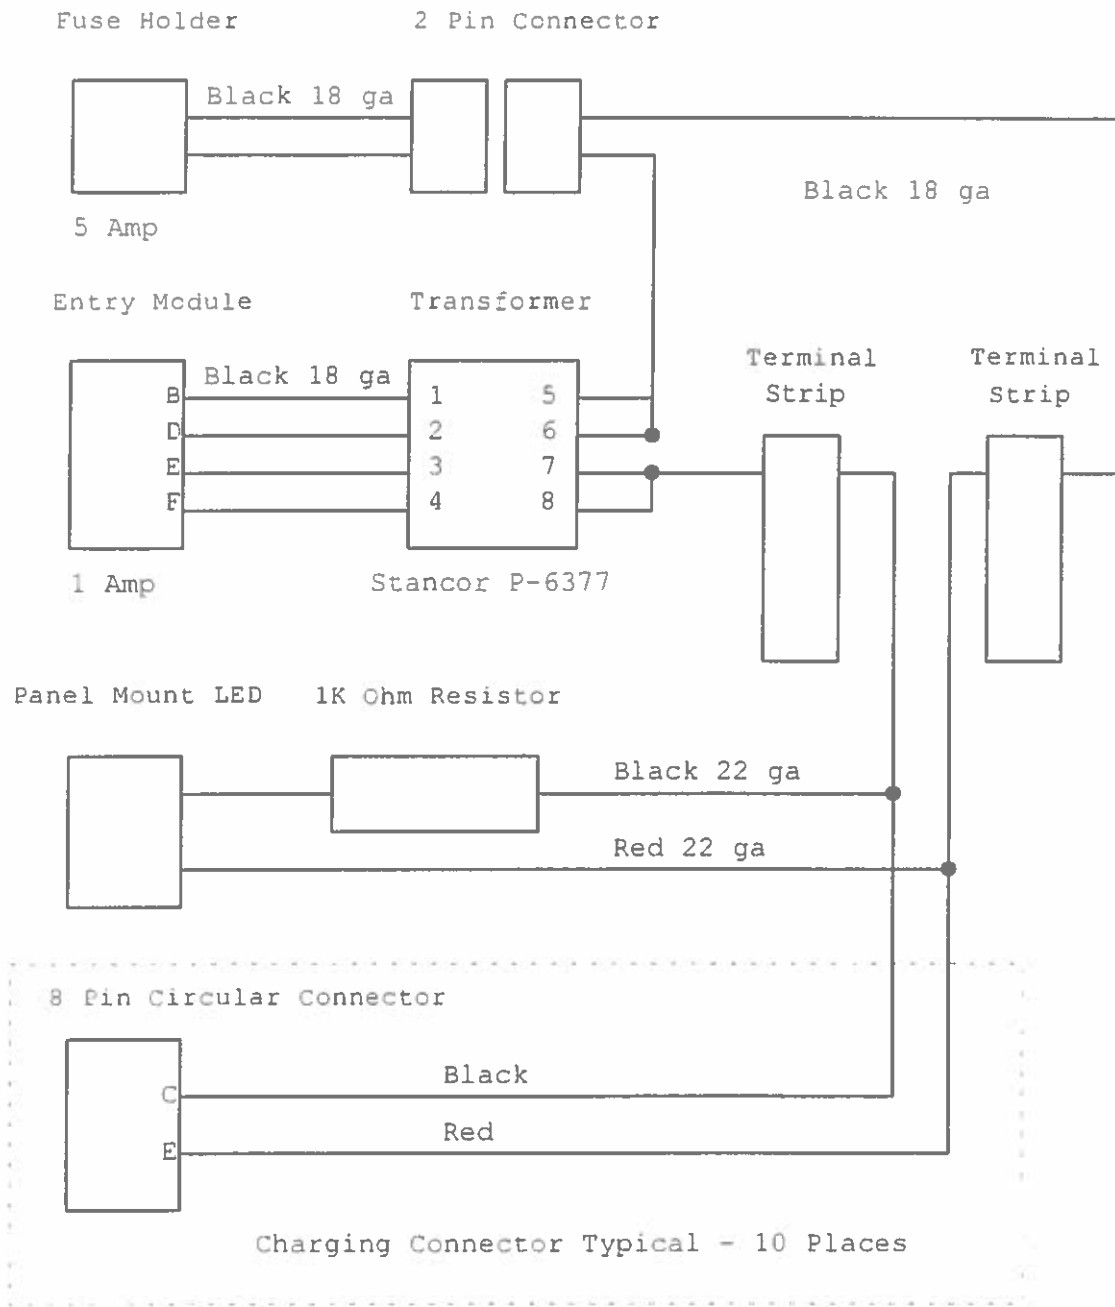 Fuse Holder
2 Pin Connector
Black 18 ga
Black 18 ga
5 Amp
Entry Module
Transformer
Terminal
Strip
Terminal
Strip
Black 18 ga
B
1
5
D
2
6
E
3
7
F
4
8
1 Amp
Stancor P-6377
Panel Mount LED
1K Ohm Resistor
Black 22 ga
Red 22 ga
8 Pin Circular Connector
Black
C
Red
E
Charging Connector Typical - 10 Places